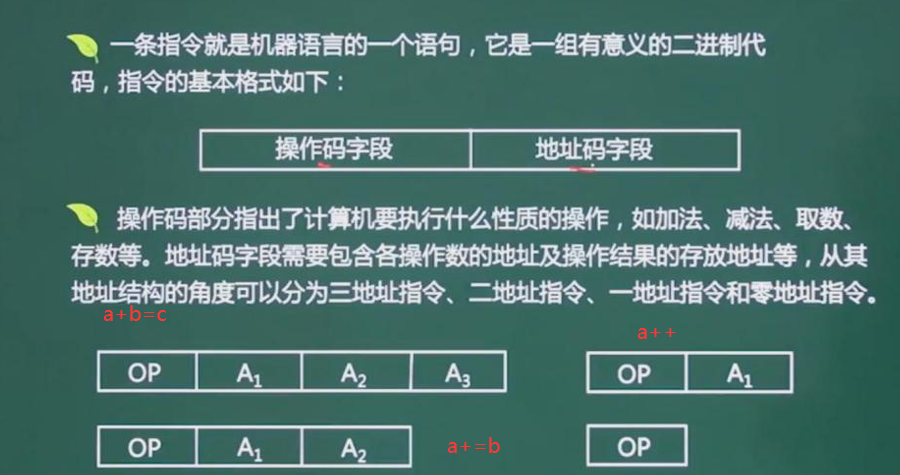 一条指令就是机器语言的一个语句，它是一组有意义的二进制代
码，指令的基本格式如下：
操作码字段 地址码字段
操作码部分指出了计算机要执行什么性质的操作，如加法、减法、取数、
存数等。地址码字段需要包含各操作数的地址及操作结果的存放地址等，从其
地址结构的角度可以分为三地址指令、二地址指令、一地址指令和零地址指令。
a+b=c
a++
OP A₁ A₂ A₃
OP A₁
OP A₁ A₂
a+=b
OP